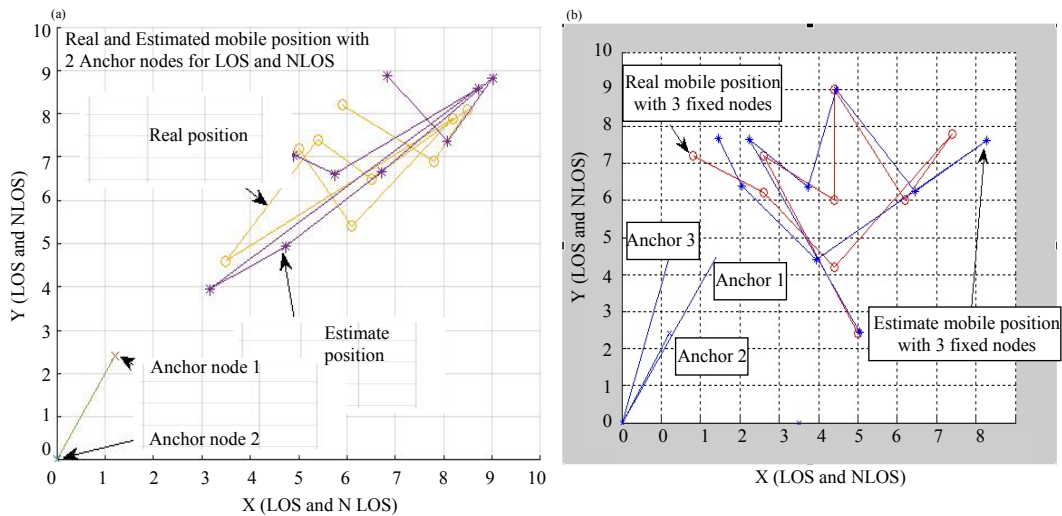 (a)
Real and Estimated mobile position with
2 Anchor nodes for LOS and NLOS
Real position
Estimate
position
Anchor node 1
Anchor node 2
Y (LOS and NLOS)
10
9
8
7
6
5
4
3
2
1
0
0 1 2 3 4 5 6 7 8 9 10
X (LOS and N LOS)
(b)
Real mobile position
with 3 fixed nodes
Anchor 3
Anchor 1
Anchor 2
Estimate mobile position
with 3 fixed nodes
Y (LOS and NLOS)
10
9
8
7
6
5
4
3
2
1
0
0 0 1 2 3 4 5 6 7 8
X (LOS and NLOS)